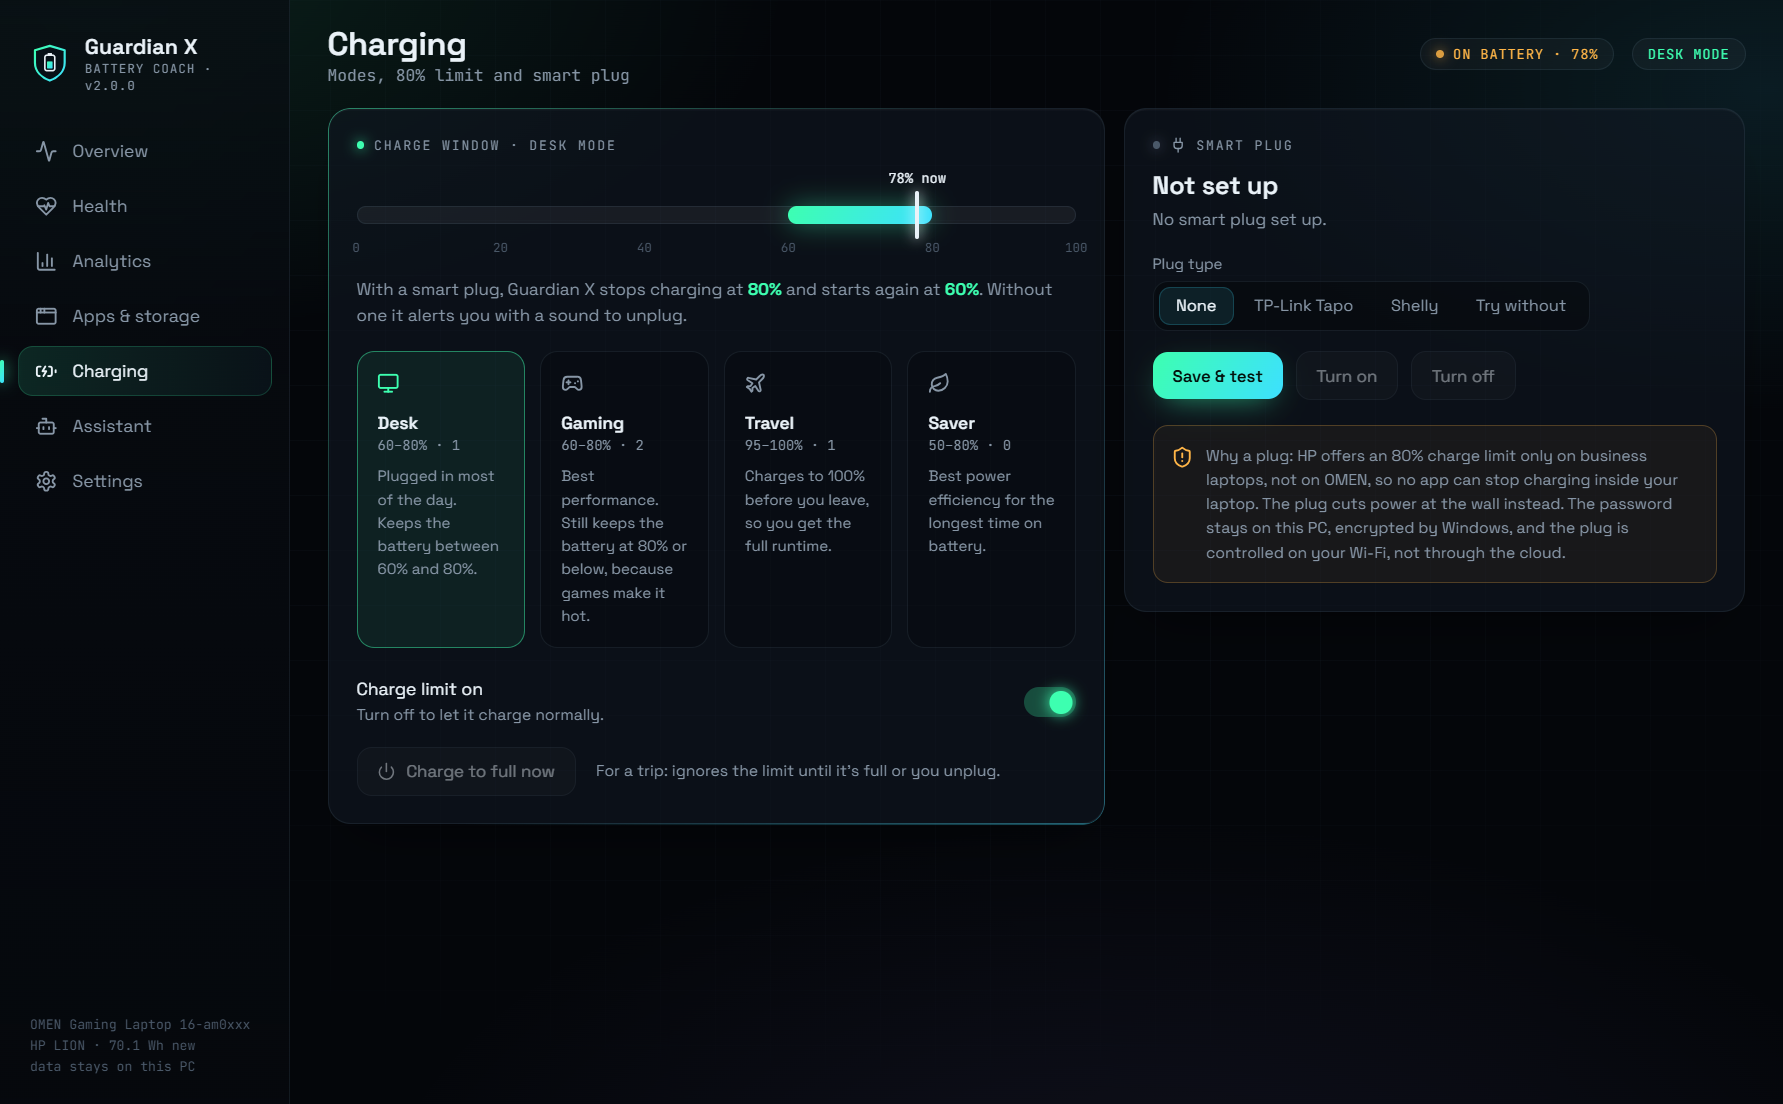 Guardian X
BATTERY COACH ·
v2.0.0
Overview
Health
Analytics
Apps & storage
Charging
Assistant
Settings
OMEN Gaming Laptop 16-am0xxx
HP LION · 70.1 Wh new
data stays on this PC
Charging
Modes, 80% limit and smart plug
ON BATTERY · 78%
DESK MODE
CHARGE WINDOW · DESK MODE
78% now
0 20 40 60 80 100
With a smart plug, Guardian X stops charging at 80% and starts again at 60%. Without
one it alerts you with a sound to unplug.
Desk
60–80% · 1
Plugged in most
of the day.
Keeps the
battery between
60% and 80%.
Gaming
60–80% · 2
Best
performance.
Still keeps the
battery at 80% or
below, because
games make it
hot.
Travel
95–100% · 1
Charges to 100%
before you leave,
so you get the
full runtime.
Saver
50–80% · 0
Best power
efficiency for the
longest time on
battery.
Charge limit on
Turn off to let it charge normally.
Charge to full now
For a trip: ignores the limit until it's full or you unplug.
SMART PLUG
Not set up
No smart plug set up.
Plug type
None TP-Link Tapo Shelly Try without
Save & test Turn on Turn off
Why a plug: HP offers an 80% charge limit only on business
laptops, not on OMEN, so no app can stop charging inside your
laptop. The plug cuts power at the wall instead. The password
stays on this PC, encrypted by Windows, and the plug is
controlled on your Wi-Fi, not through the cloud.